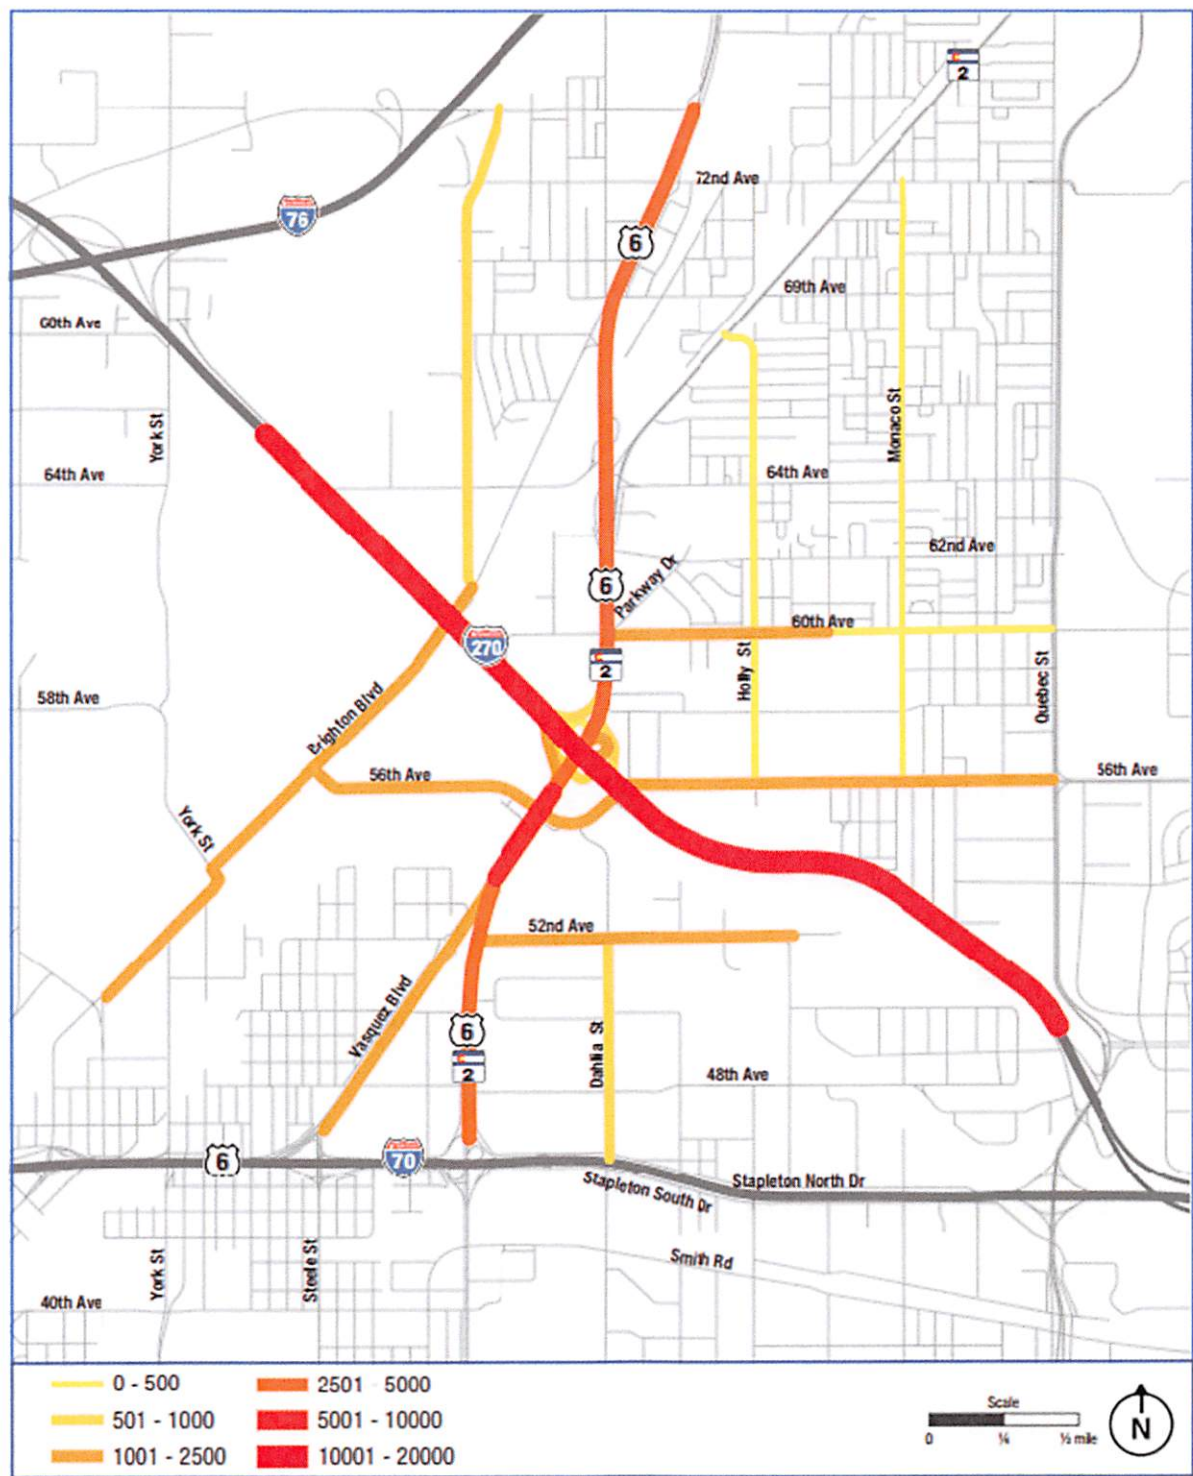 2
72nd Ave
76
6
69th Ave
60th Ave
York St
Monaco St
64th Ave
64th Ave
62nd Ave
6
Parkway Dr
60th Ave
270
2
Holly St
Quebec St
58th Ave
Brighton Blvd
56th Ave
56th Ave
York St
52nd Ave
Vasquez Blvd
6
2
Dahlia St
48th Ave
6
70
Stapleton South Dr
Stapleton North Dr
York St
Steele St
Smith Rd
40th Ave
0 - 500
2501 - 5000
501 - 1000
5001 - 10000
1001 - 2500
10001 - 20000
Scale
0 ¼ ½ mile
N